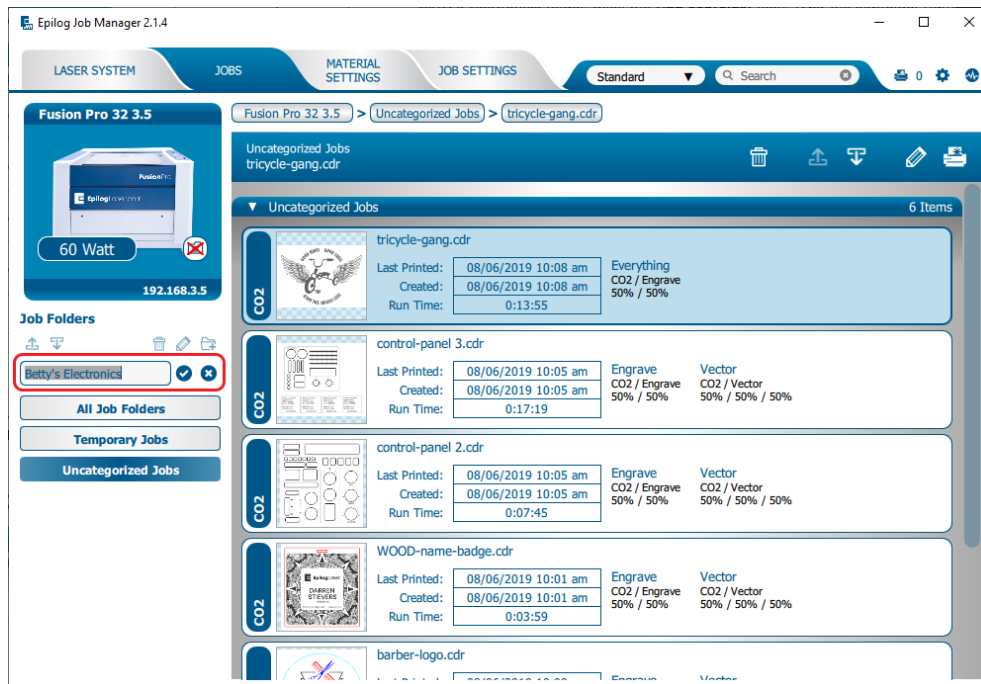 Epilog Job Manager 2.1.4
LASER SYSTEM
JOBS
MATERIAL
SETTINGS
JOB SETTINGS
Standard
Search
0
Fusion Pro 32 3.5
FusionPro
Epilog
60 Watt
192.168.3.5
Job Folders
Betty's Electronics
All Job Folders
Temporary Jobs
Uncategorized Jobs
Fusion Pro 32 3.5 > Uncategorized Jobs > tricycle-gang.cdr
Uncategorized Jobs
tricycle-gang.cdr
Uncategorized Jobs 6 Items
CO2
tricycle-gang.cdr
Last Printed: 08/06/2019 10:08 am
Created: 08/06/2019 10:08 am
Run Time: 0:13:55
Everything
CO2 / Engrave
50% / 50%
CO2
control-panel 3.cdr
Last Printed: 08/06/2019 10:05 am
Created: 08/06/2019 10:05 am
Run Time: 0:17:19
Engrave
CO2 / Engrave
50% / 50%
Vector
CO2 / Vector
50% / 50% / 50%
CO2
control-panel 2.cdr
Last Printed: 08/06/2019 10:05 am
Created: 08/06/2019 10:05 am
Run Time: 0:07:45
Engrave
CO2 / Engrave
50% / 50%
Vector
CO2 / Vector
50% / 50% / 50%
CO2
Epilog Laser
DARREN
STIEVERS
WOOD-name-badge.cdr
Last Printed: 08/06/2019 10:01 am
Created: 08/06/2019 10:01 am
Run Time: 0:03:59
Engrave
CO2 / Engrave
50% / 50%
Vector
CO2 / Vector
50% / 50% / 50%
barber-logo.cdr